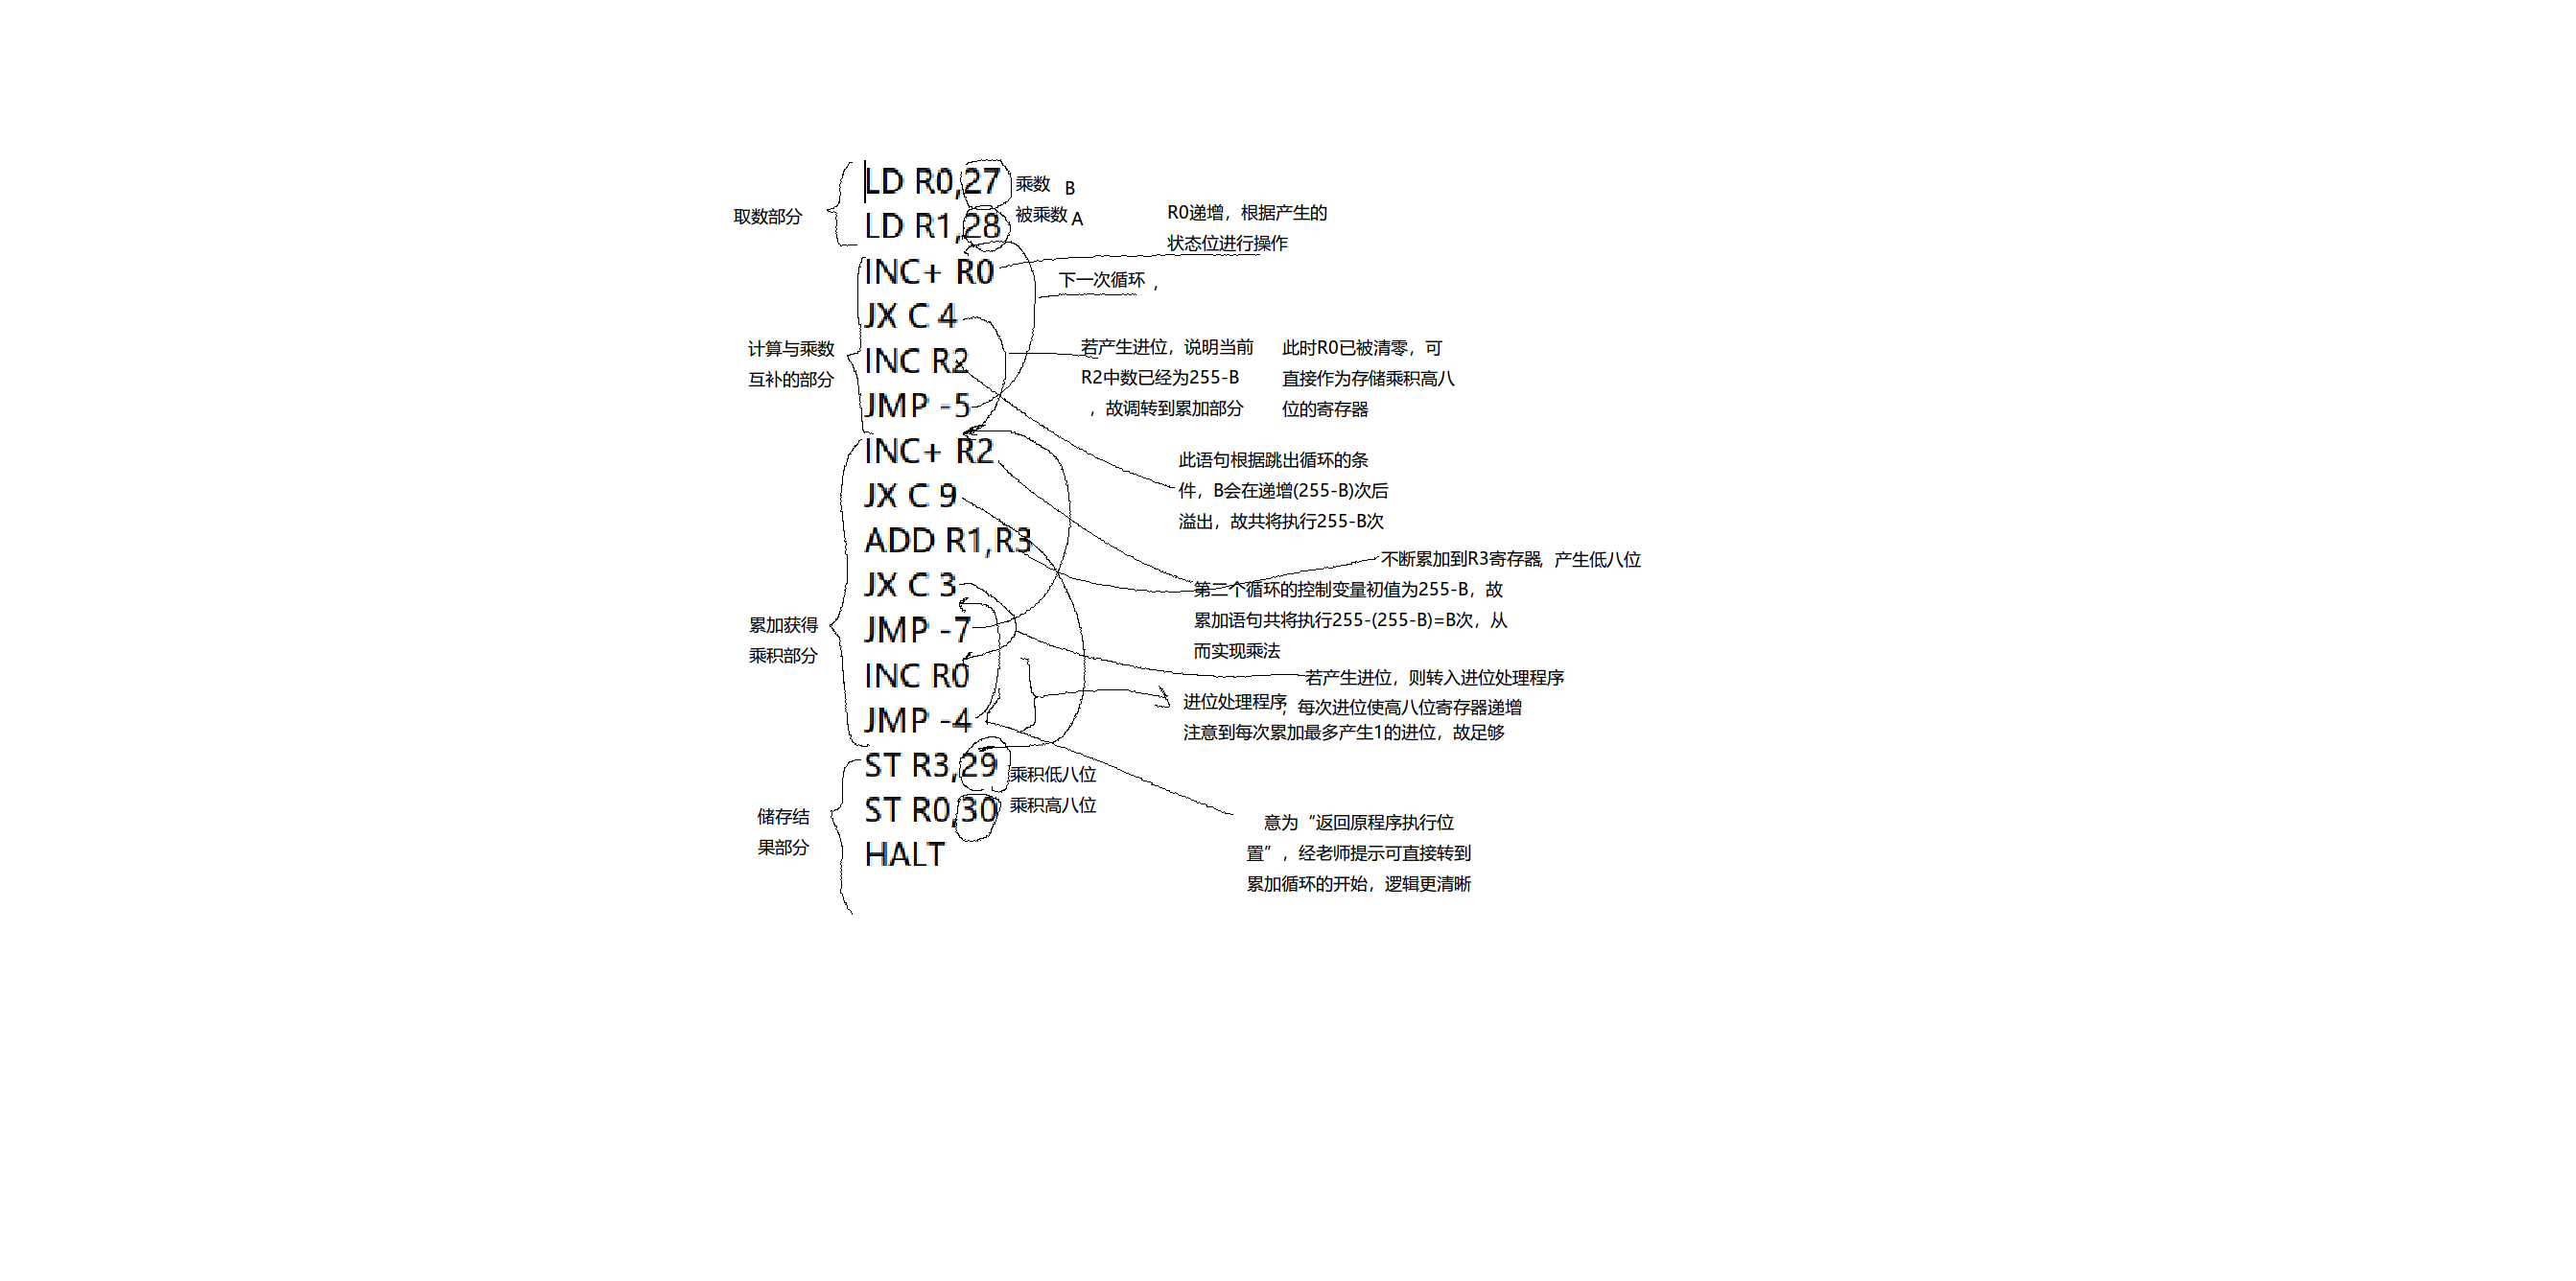 LD R0,27
乘数 B
LD R1,28
被乘数 A
取数部分
INC+ R0
R0递增，根据产生的
状态位进行操作
JX C 4
下一次循环，
INC R2
JMP -5
计算与乘数
互补的部分
若产生进位，说明当前
R2中数已经为255-B
，故调转到累加部分
此时R0已被清零，可
直接作为存储乘积高八
位的寄存器
INC+ R2
JX C 9
此语句根据跳出循环的条
件，B会在递增(255-B)次后
溢出，故共将执行255-B次
ADD R1,R3
不断累加到R3寄存器，产生低八位
JX C 3
第二个循环的控制变量初值为255-B，故
累加语句共将执行255-(255-B)=B次，从
而实现乘法
JMP -7
累加获得
乘积部分
INC R0
若产生进位，则转入进位处理程序
JMP -4
进位处理程序，每次进位使高八位寄存器递增
注意到每次累加最多产生1的进位，故足够
ST R3,29
乘积低八位
ST R0,30
乘积高八位
储存结
果部分
HALT
意为“返回原程序执行位
置”，经老师提示可直接转到
累加循环的开始，逻辑更清晰